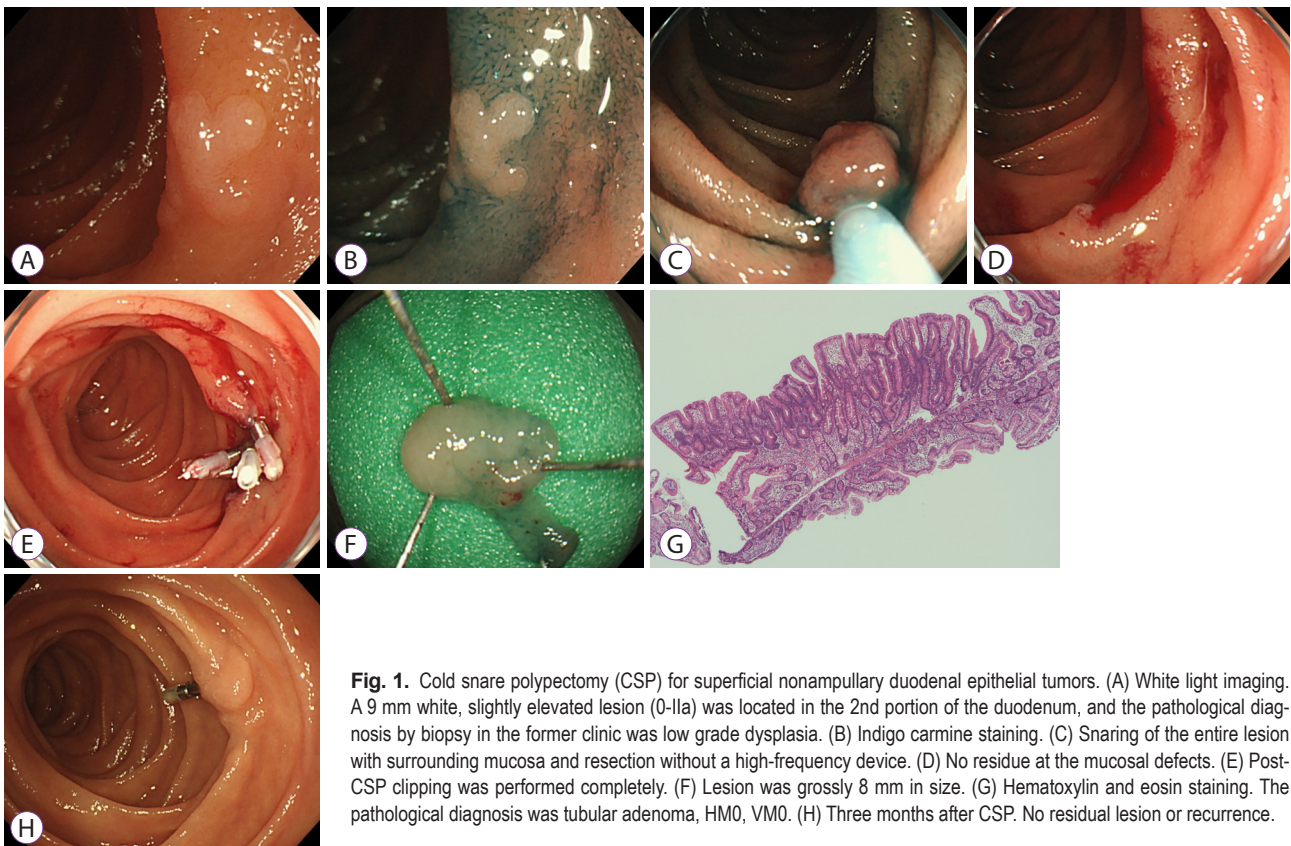 A
B
C
D
E
F
G
H
Fig. 1. Cold snare polypectomy (CSP) for superficial nonampullary duodenal epithelial tumors. (A) White light imaging.
A 9 mm white, slightly elevated lesion (0-IIa) was located in the 2nd portion of the duodenum, and the pathological diag-
nosis by biopsy in the former clinic was low grade dysplasia. (B) Indigo carmine staining. (C) Snaring of the entire lesion
with surrounding mucosa and resection without a high-frequency device. (D) No residue at the mucosal defects. (E) Post-
CSP clipping was performed completely. (F) Lesion was grossly 8 mm in size. (G) Hematoxylin and eosin staining. The
pathological diagnosis was tubular adenoma, HM0, VM0. (H) Three months after CSP. No residual lesion or recurrence.